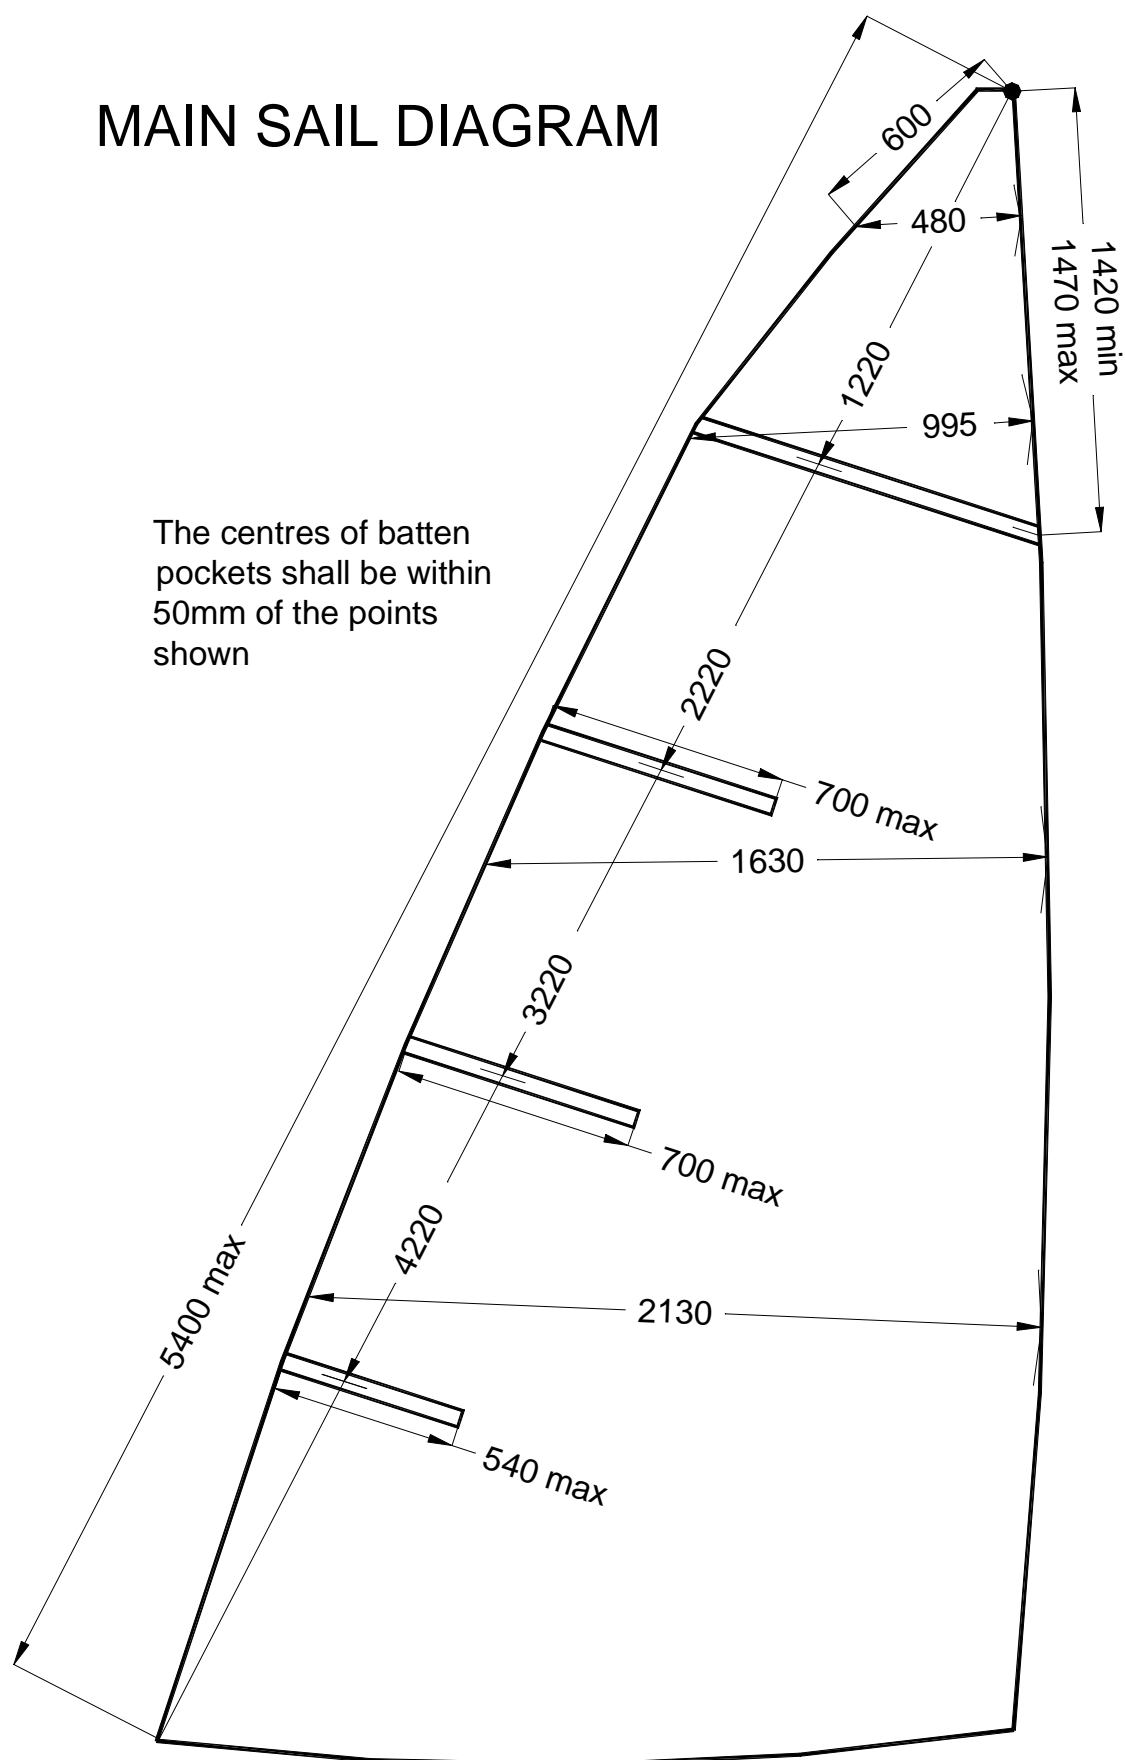 MAIN SAIL DIAGRAM
600
480
1420 min
1470 max
1220
995
The centres of batten
pockets shall be within
50mm of the points
shown
2220
700 max
1630
3220
700 max
4220
5400 max
2130
540 max